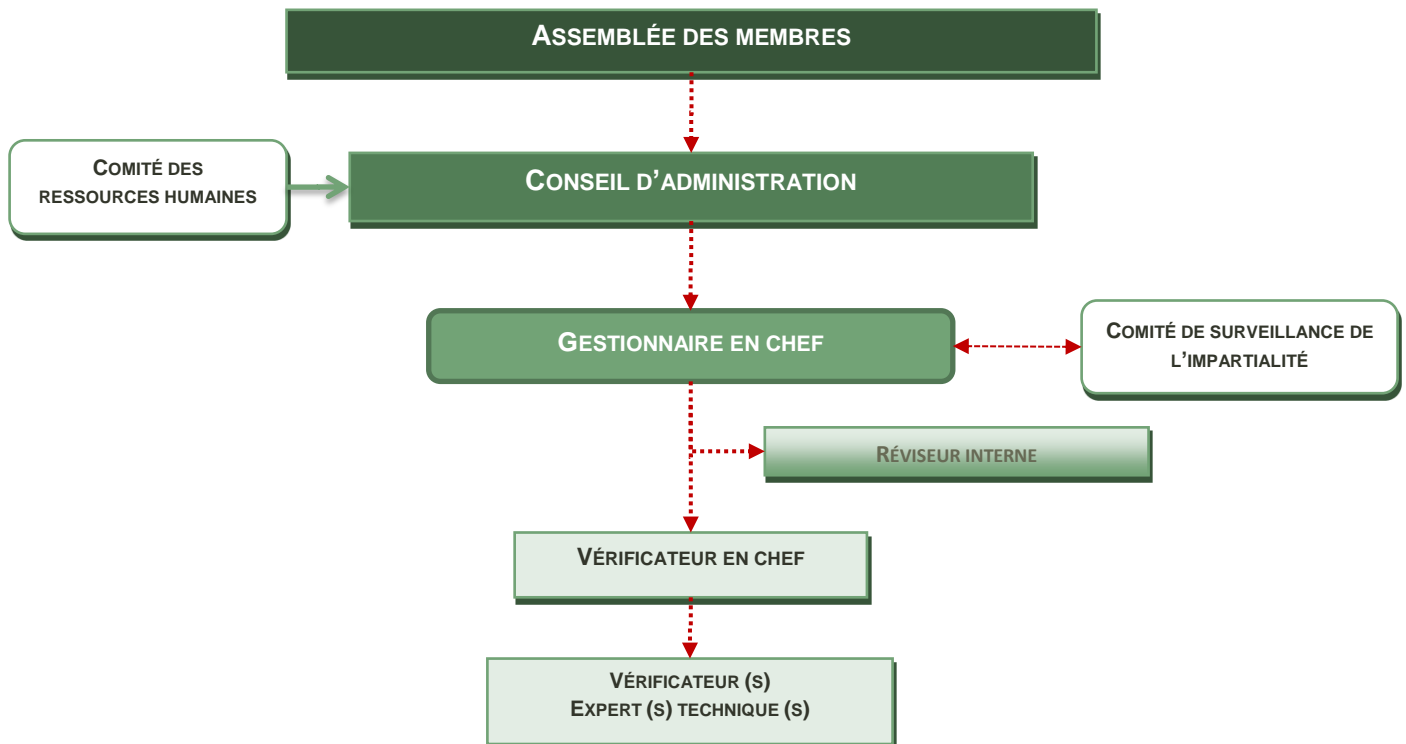 ASSEMBLÉE DES MEMBRES
COMITÉ DES
RESSOURCES HUMAINES
CONSEIL D’ADMINISTRATION
GESTIONNAIRE EN CHEF
COMITÉ DE SURVEILLANCE DE
L’IMPARTIALITÉ
RÉVISEUR INTERNE
VÉRIFICATEUR EN CHEF
VÉRIFICATEUR (S)
EXPERT (S) TECHNIQUE (S)